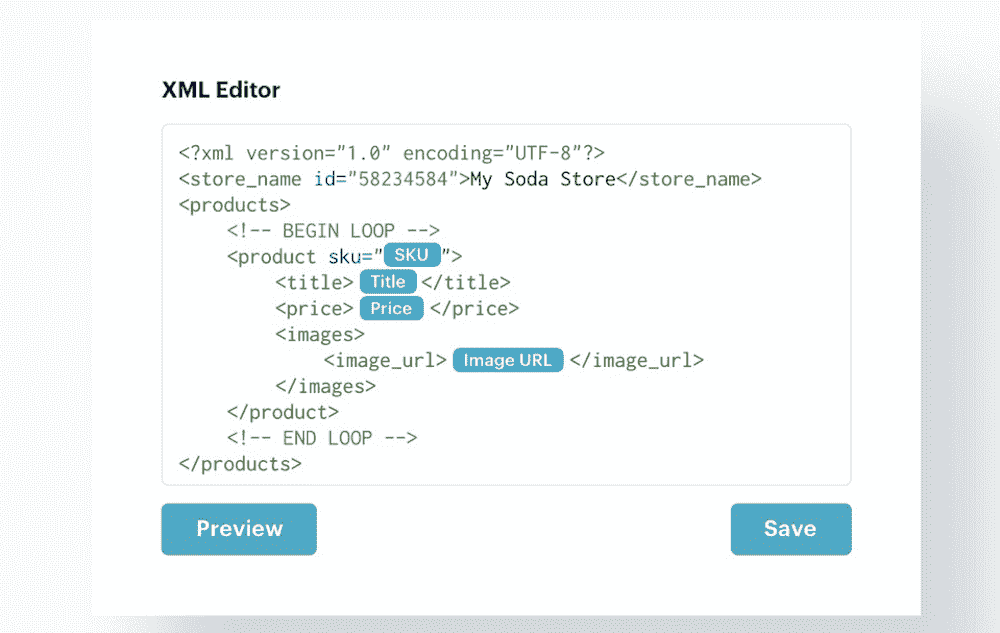 XML Editor
<?xml version="1.0" encoding="UTF-8"?>
<store_name id="58234584">My Soda Store</store_name>
<products>
<!-- BEGIN LOOP -->
<product sku="SKU">
<title>Title</title>
<price>Price</price>
<images>
<image_url>Image URL</image_url>
</images>
</product>
<!-- END LOOP -->
</products>
Preview Save